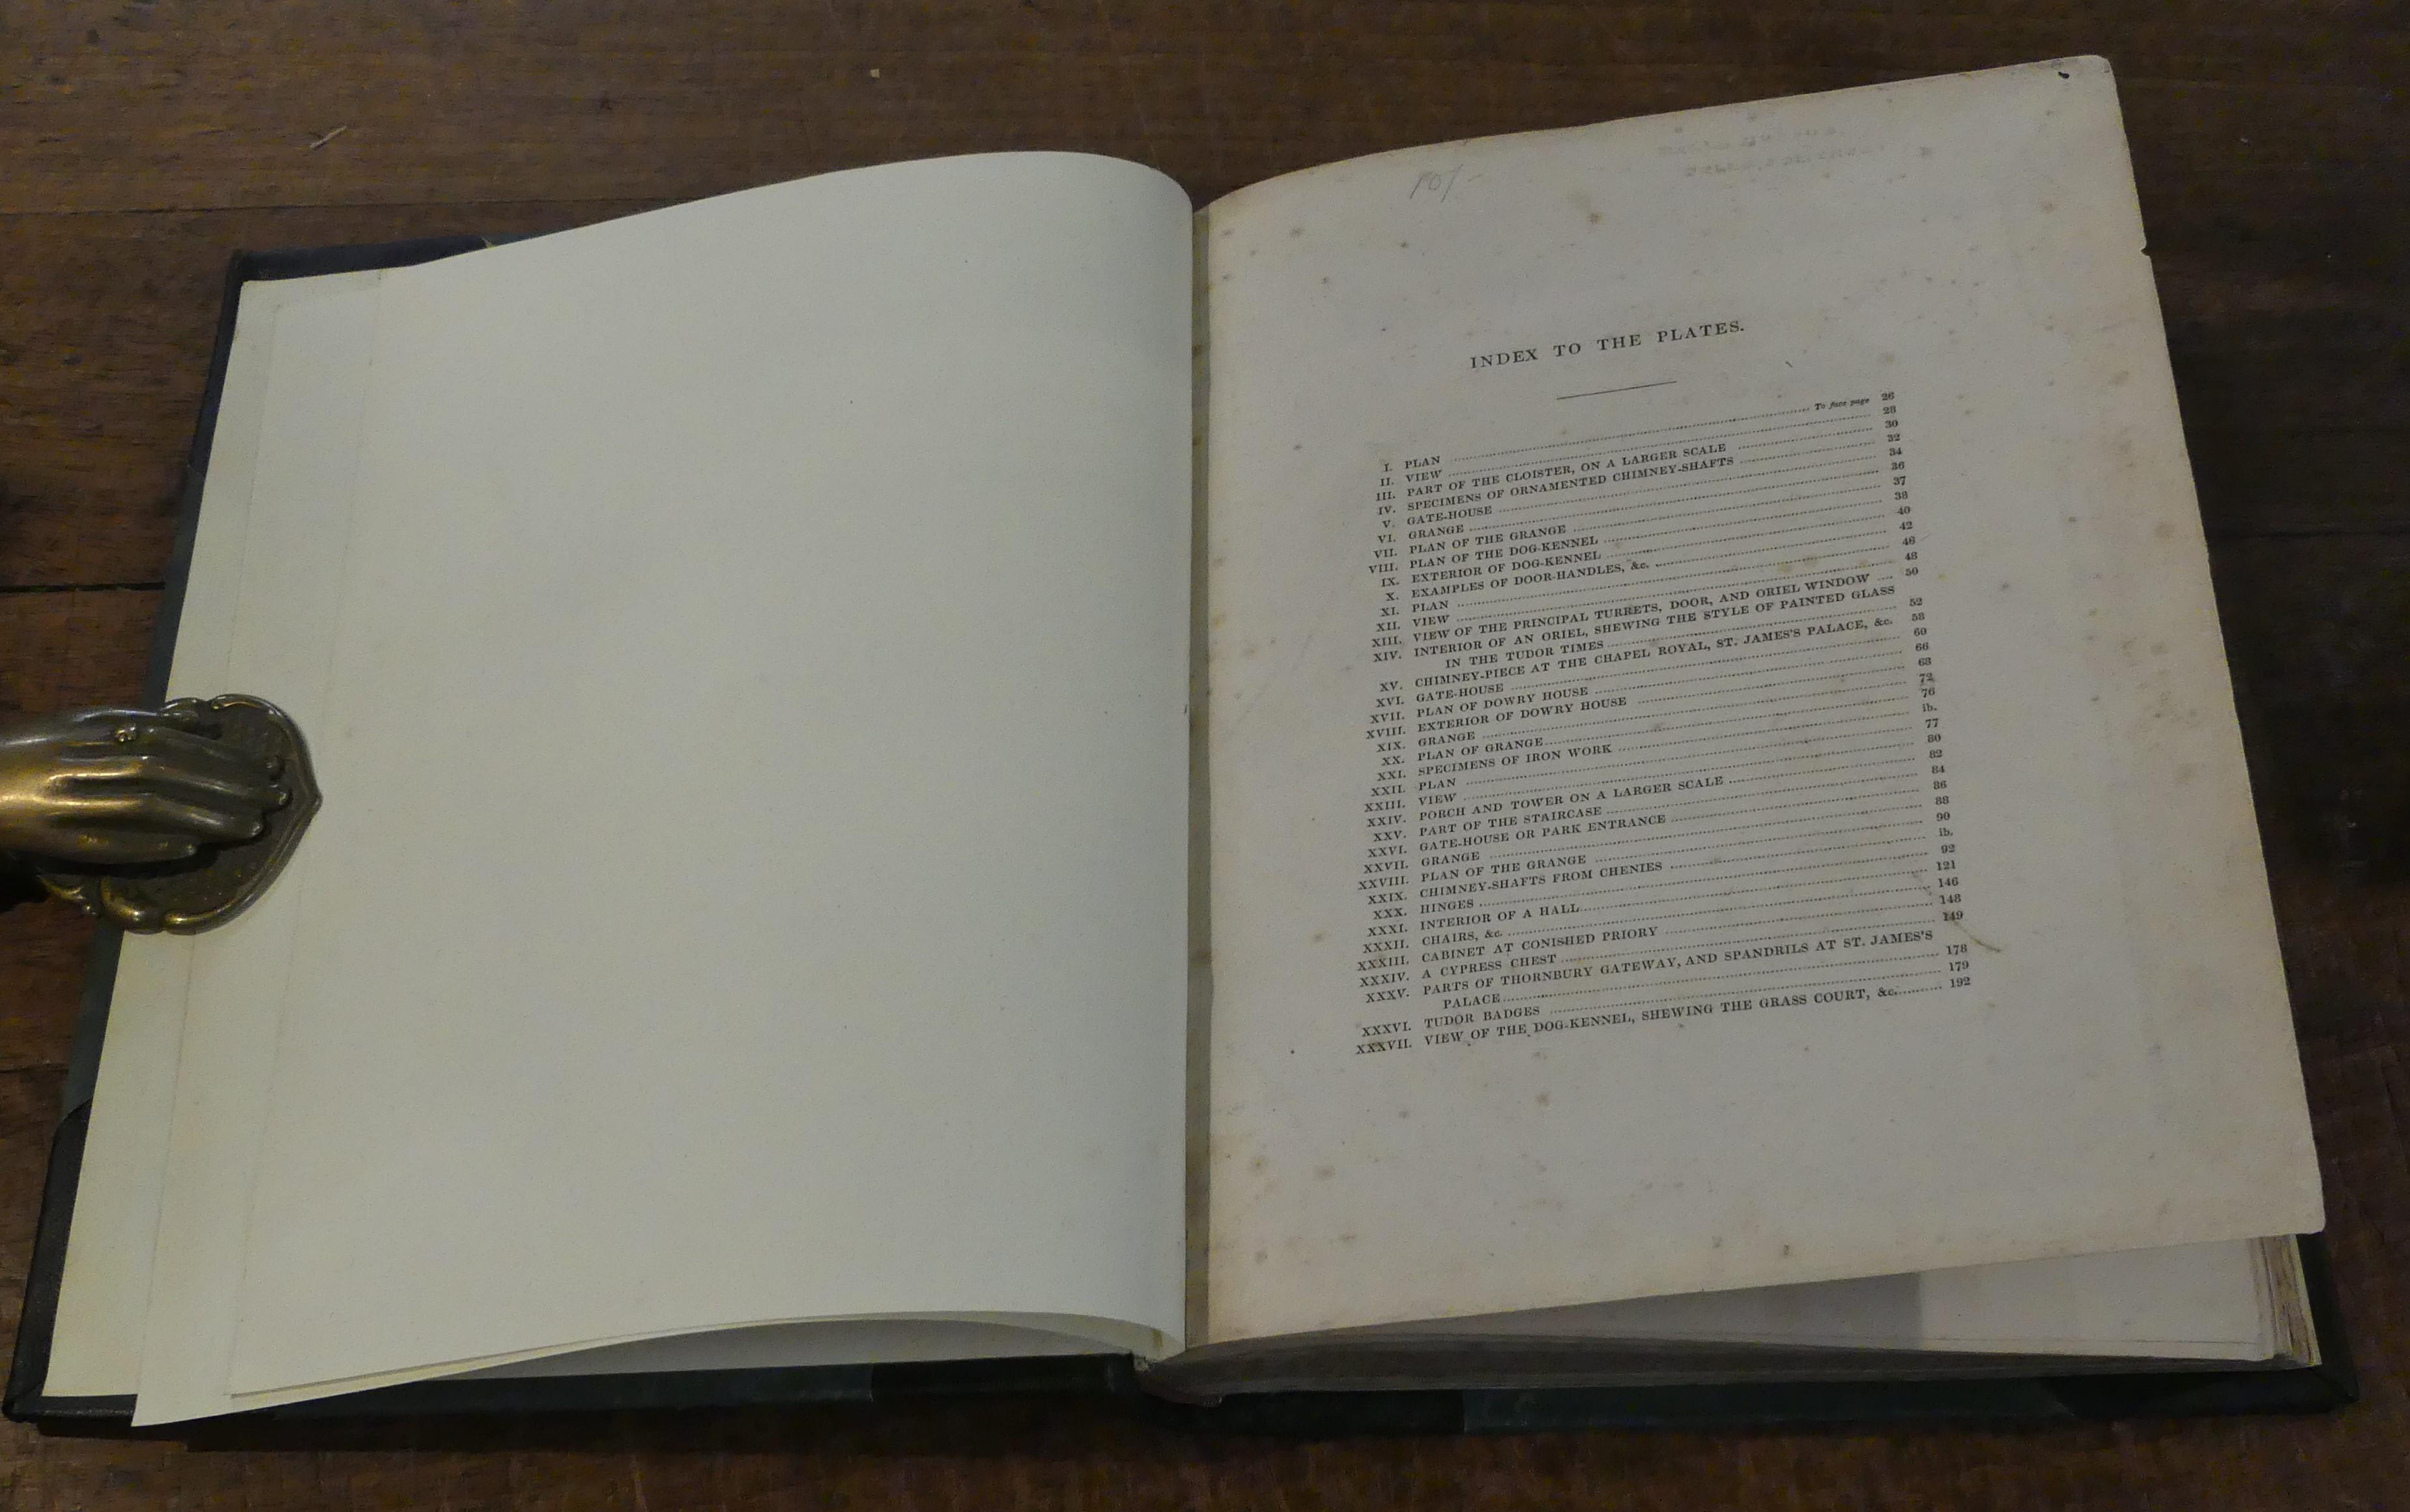 10/-
INDEX TO THE PLATES.
I. PLAN To face page 26
II. VIEW 28
III. PART OF THE CLOISTER, ON A LARGER SCALE 30
IV. SPECIMENS OF ORNAMENTED CHIMNEY-SHAFTS 32
V. GATE-HOUSE 34
VI. GRANGE 36
VII. PLAN OF THE GRANGE 37
VIII. PLAN OF THE DOG-KENNEL 38
IX. EXTERIOR OF DOG-KENNEL 40
X. EXAMPLES OF DOOR-HANDLES, &c. 42
XI. PLAN 46
XII. VIEW 48
XIII. VIEW OF THE PRINCIPAL TURRETS, DOOR, AND ORIEL WINDOW 50
XIV. INTERIOR OF AN ORIEL, SHEWING THE STYLE OF PAINTED GLASS
IN THE TUDOR TIMES 52
XV. CHIMNEY-PIECE AT THE CHAPEL ROYAL, ST. JAMES'S PALACE, &c. 58
XVI. GATE-HOUSE 60
XVII. PLAN OF DOWRY HOUSE 66
XVIII. EXTERIOR OF DOWRY HOUSE 68
XIX. GRANGE 72
XX. PLAN OF GRANGE 76
XXI. SPECIMENS OF IRON WORK ib.
XXII. PLAN 77
XXIII. VIEW 80
XXIV. PORCH AND TOWER ON A LARGER SCALE 82
XXV. PART OF THE STAIRCASE 84
XXVI. GATE-HOUSE OR PARK ENTRANCE 86
XXVII. GRANGE 88
XXVIII. PLAN OF THE GRANGE 90
XXIX. CHIMNEY-SHAFTS FROM CHENIES ib.
XXX. HINGES 92
XXXI. INTERIOR OF A HALL 121
XXXII. CHAIRS, &c. 146
XXXIII. CABINET AT CONISHED PRIORY 148
XXXIV. A CYPRESS CHEST 149
XXXV. PARTS OF THORNBURY GATEWAY, AND SPANDRILS AT ST. JAMES'S
PALACE 178
XXXVI. TUDOR BADGES 179
XXXVII. VIEW OF THE DOG-KENNEL, SHEWING THE GRASS COURT, &c. 192